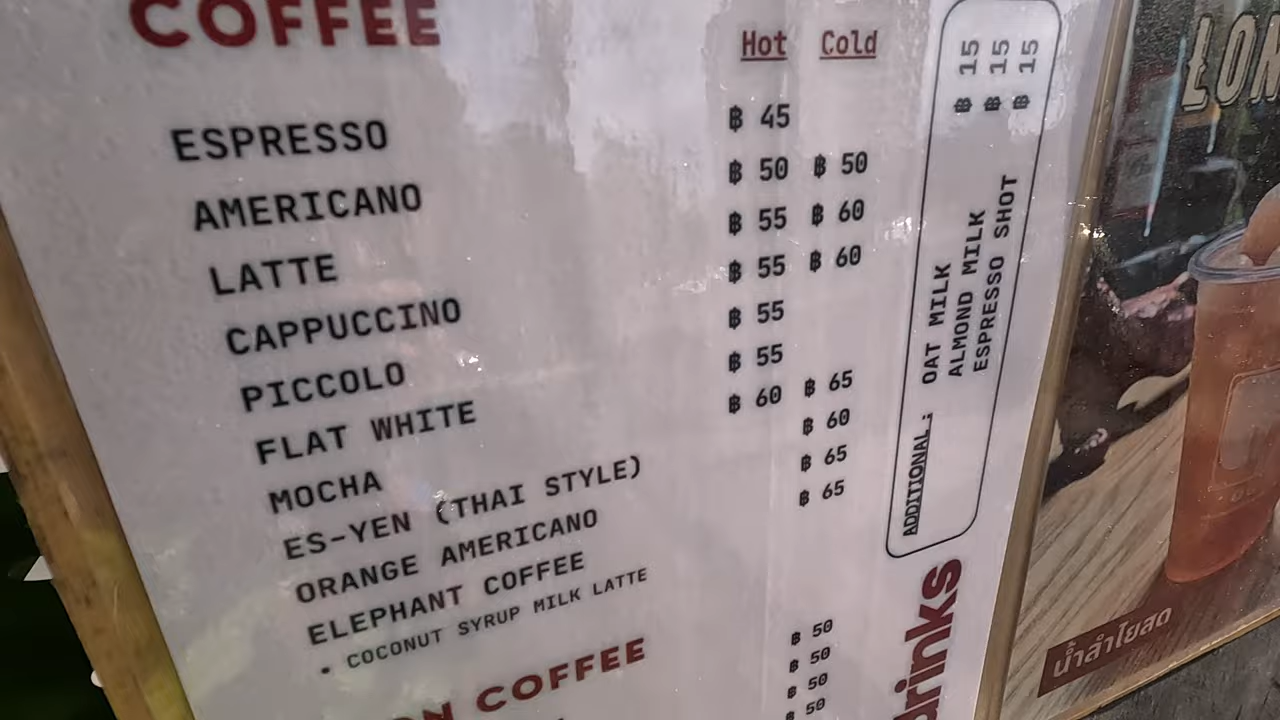 COFFEE
Hot Cold
ESPRESSO ฿ 45
AMERICANO ฿ 50 ฿ 50
LATTE ฿ 55 ฿ 60
CAPPUCCINO ฿ 55 ฿ 60
PICCOLO ฿ 55
FLAT WHITE ฿ 55
MOCHA ฿ 60 ฿ 65
ES-YEN (THAI STYLE) ฿ 60
ORANGE AMERICANO ฿ 65
ELEPHANT COFFEE ฿ 65
• COCONUT SYRUP MILK LATTE
COFFEE
฿ 50
฿ 50
฿ 50
฿ 50
ADDITIONAL: OAT MILK ฿ 15
ALMOND MILK ฿ 15
ESPRESSO SHOT ฿ 15
drinks
น้ำลำไยสด